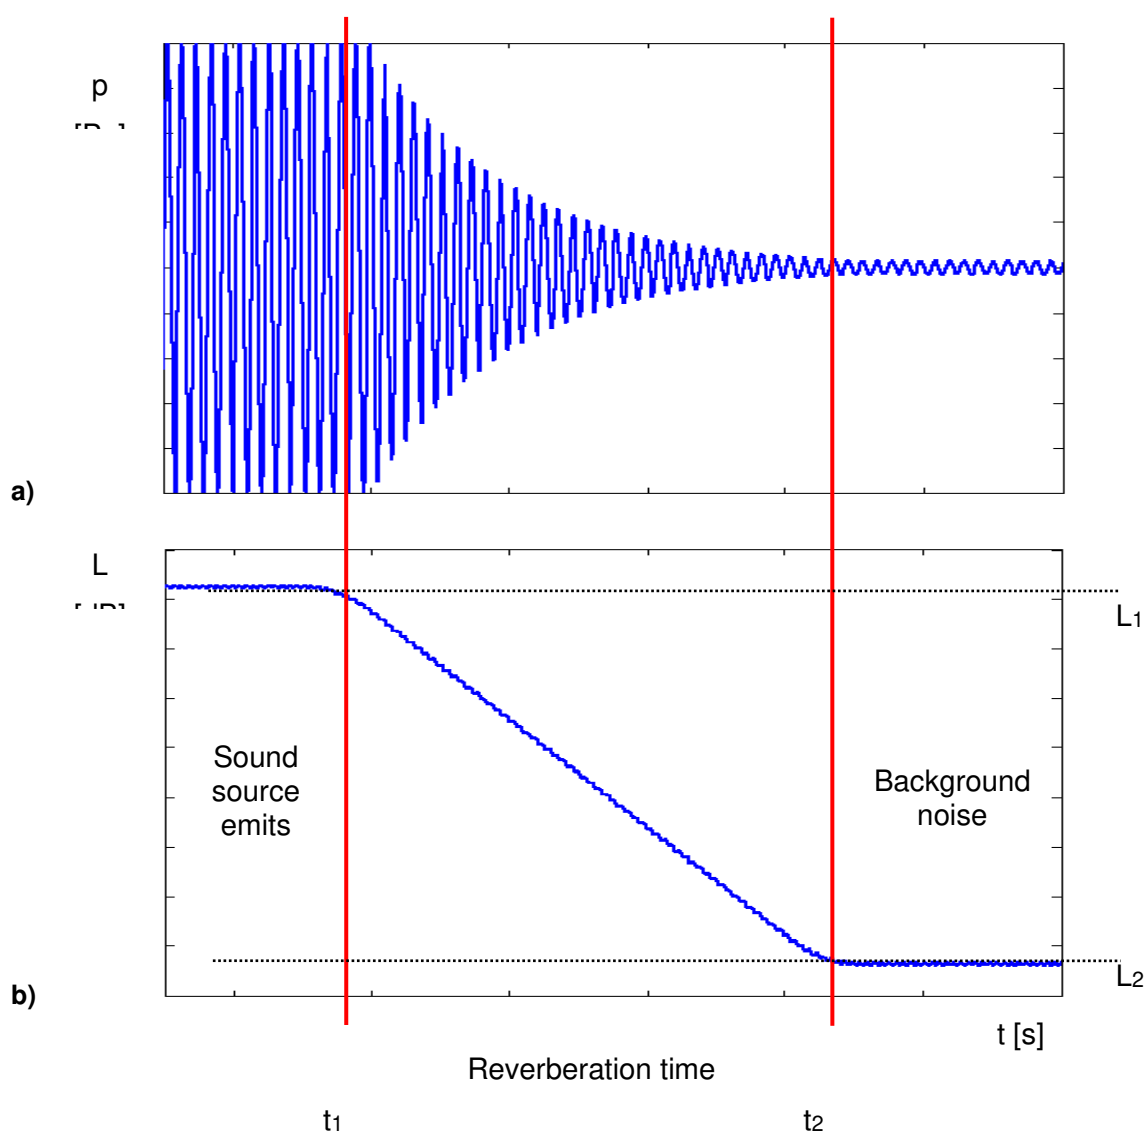 p
a)
L
L1
Sound
source
emits
Background
noise
b)
L2
t [s]
Reverberation time
t1
t2